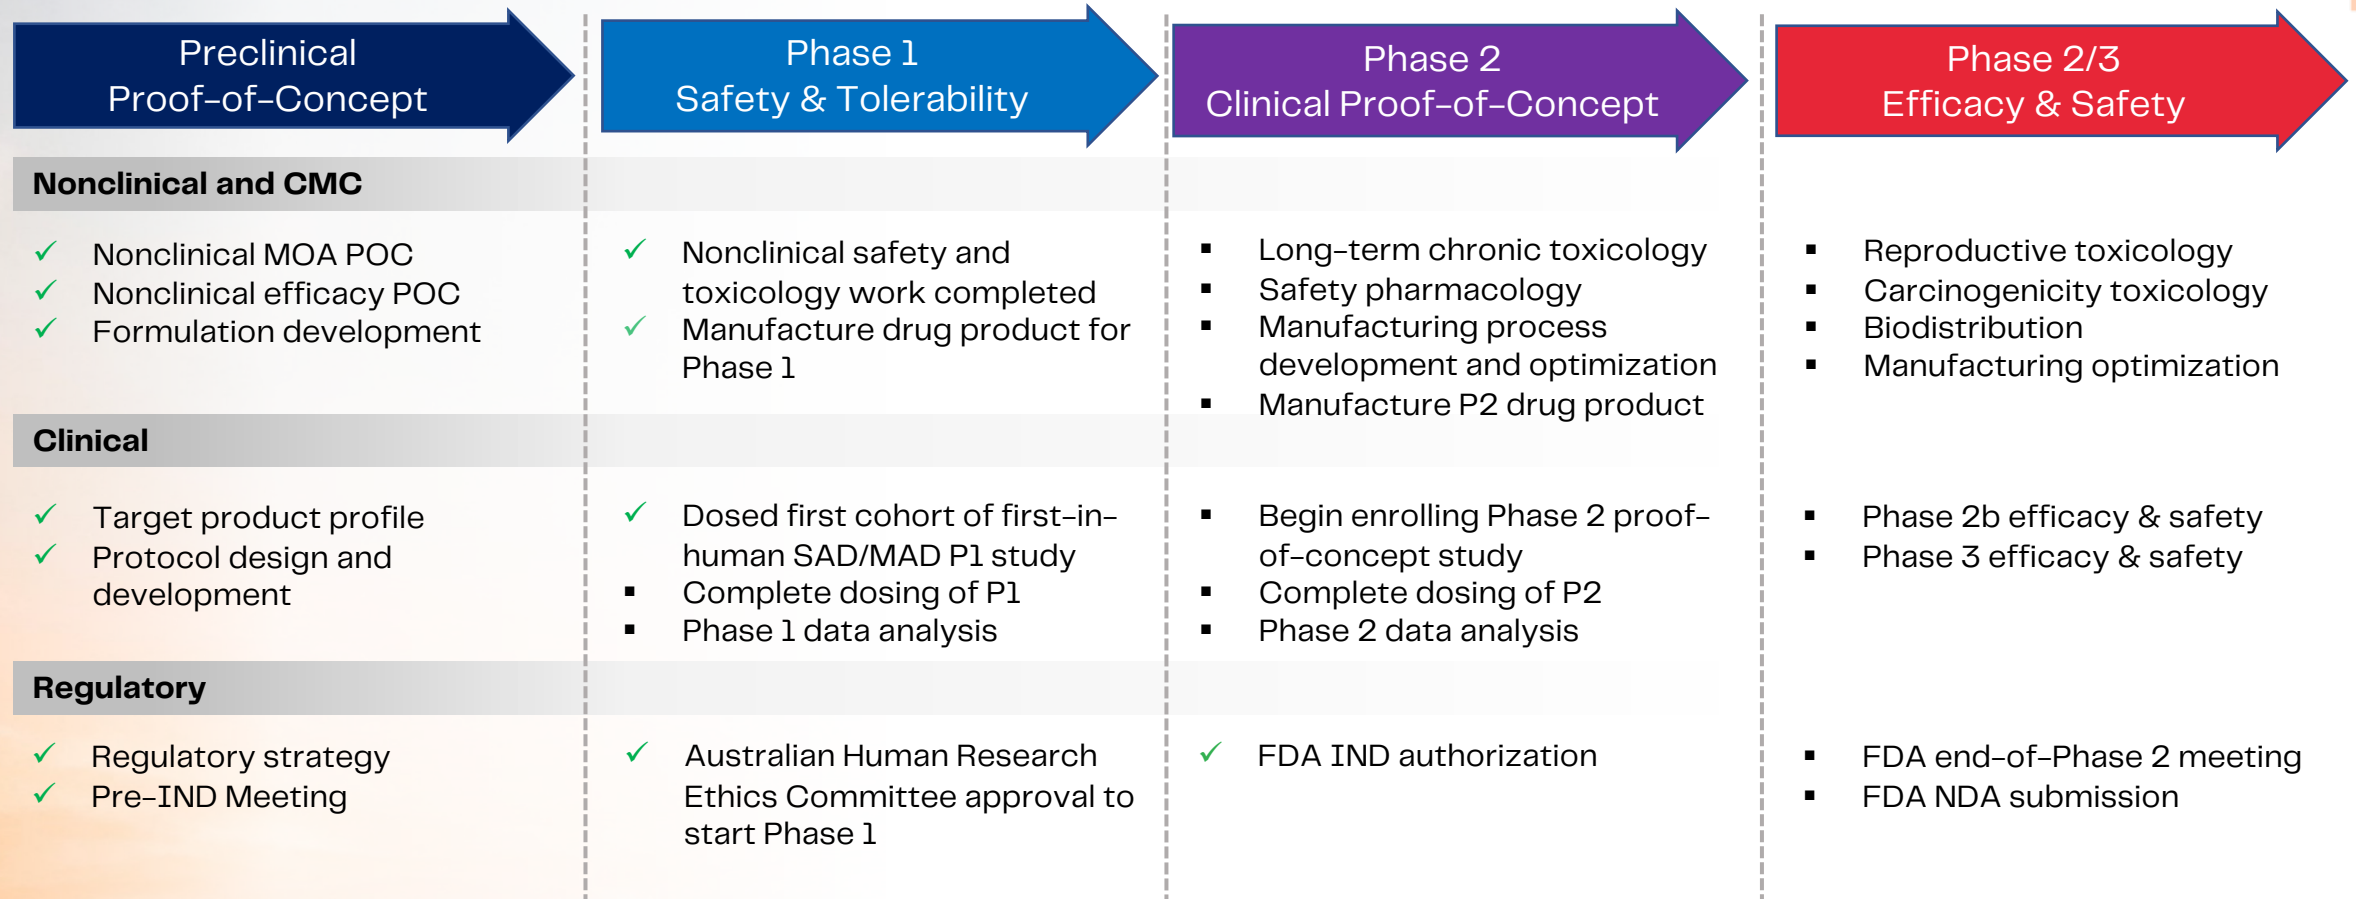 Preclinical
Proof-of-Concept
Phase 1
Safety & Tolerability
Phase 2
Clinical Proof-of-Concept
Phase 2/3
Efficacy & Safety
Nonclinical and CMC
✓ Nonclinical MOA POC
✓ Nonclinical efficacy POC
✓ Formulation development
✓ Nonclinical safety and
toxicology work completed
✓ Manufacture drug product for
Phase 1
▪ Long-term chronic toxicology
▪ Safety pharmacology
▪ Manufacturing process
development and optimization
▪ Manufacture P2 drug product
▪ Reproductive toxicology
▪ Carcinogenicity toxicology
▪ Biodistribution
▪ Manufacturing optimization
Clinical
✓ Target product profile
✓ Protocol design and
development
✓ Dosed first cohort of first-in-
human SAD/MAD P1 study
▪ Complete dosing of P1
▪ Phase 1 data analysis
▪ Begin enrolling Phase 2 proof-
of-concept study
▪ Complete dosing of P2
▪ Phase 2 data analysis
▪ Phase 2b efficacy & safety
▪ Phase 3 efficacy & safety
Regulatory
✓ Regulatory strategy
✓ Pre-IND Meeting
✓ Australian Human Research
Ethics Committee approval to
start Phase 1
✓ FDA IND authorization
▪ FDA end-of-Phase 2 meeting
▪ FDA NDA submission